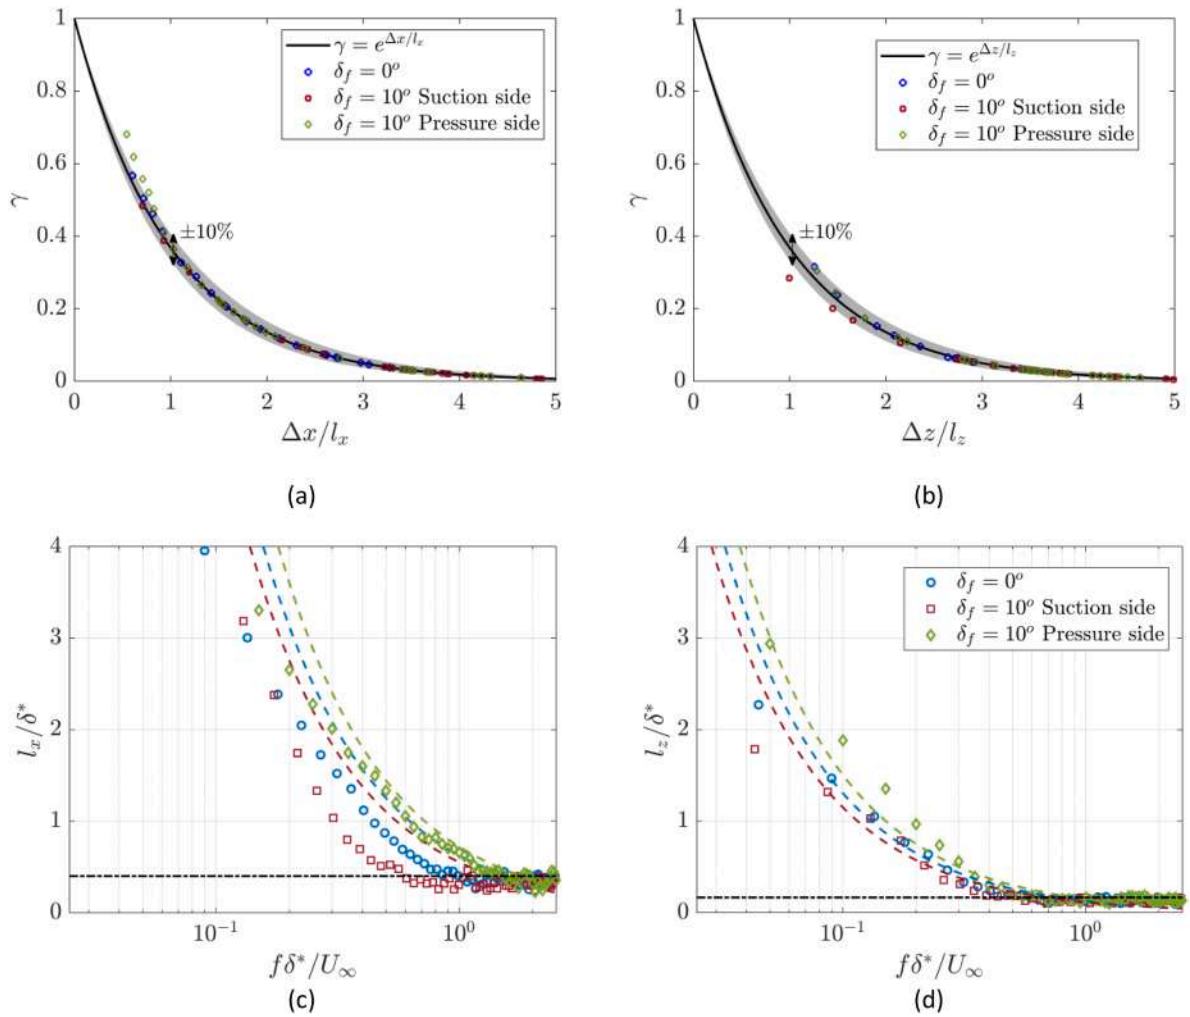 1
0.8
0.6
0.4
0.2
0
γ
γ = e^{Δx/l_x}
δ_f = 0^o
δ_f = 10^o Suction side
δ_f = 10^o Pressure side
±10%
0 1 2 3 4 5
Δx/l_x
(a)
1
0.8
0.6
0.4
0.2
0
γ
γ = e^{Δz/l_z}
δ_f = 0^o
δ_f = 10^o Suction side
δ_f = 10^o Pressure side
±10%
0 1 2 3 4 5
Δz/l_z
(b)
4
3
2
1
0
l_x/δ*
10^{-1} 10^0
fδ*/U_∞
(c)
4
3
2
1
0
l_z/δ*
δ_f = 0^o
δ_f = 10^o Suction side
δ_f = 10^o Pressure side
10^{-1} 10^0
fδ*/U_∞
(d)